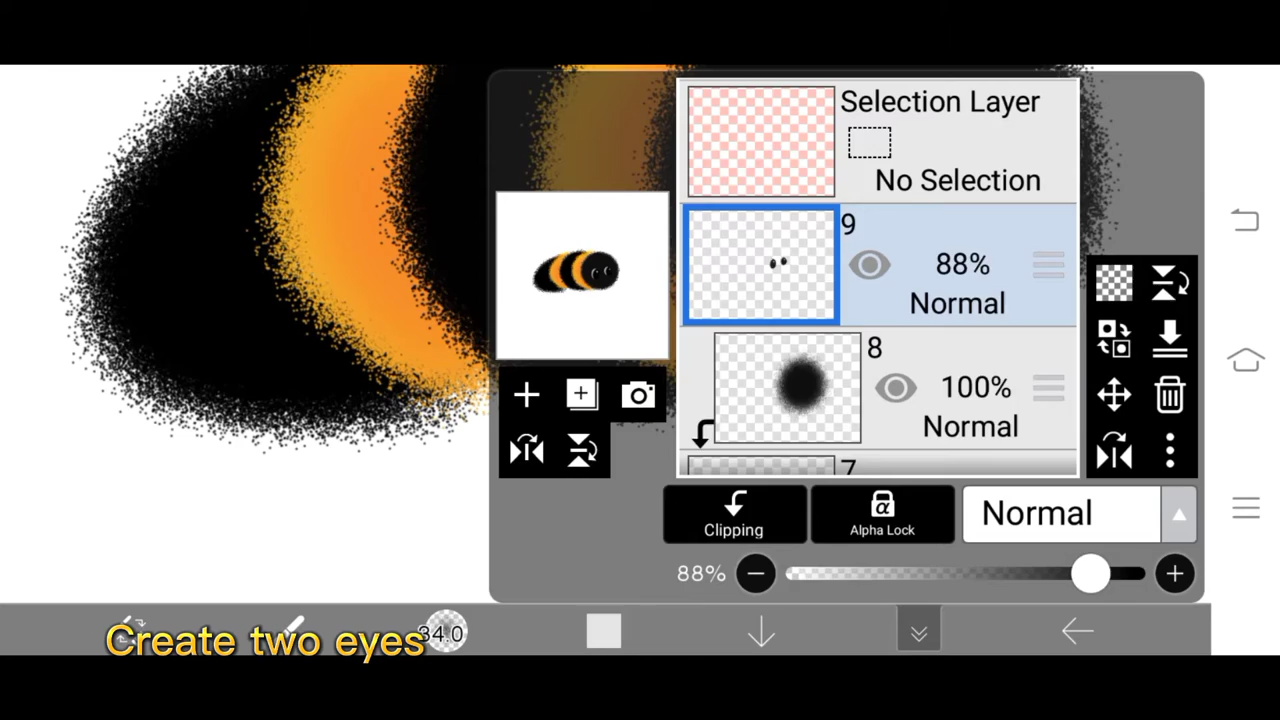 Selection Layer
No Selection
9
88%
Normal
8
100%
Normal
7
Clipping
α
Alpha Lock
Normal
88%
34.0
Create two eyes